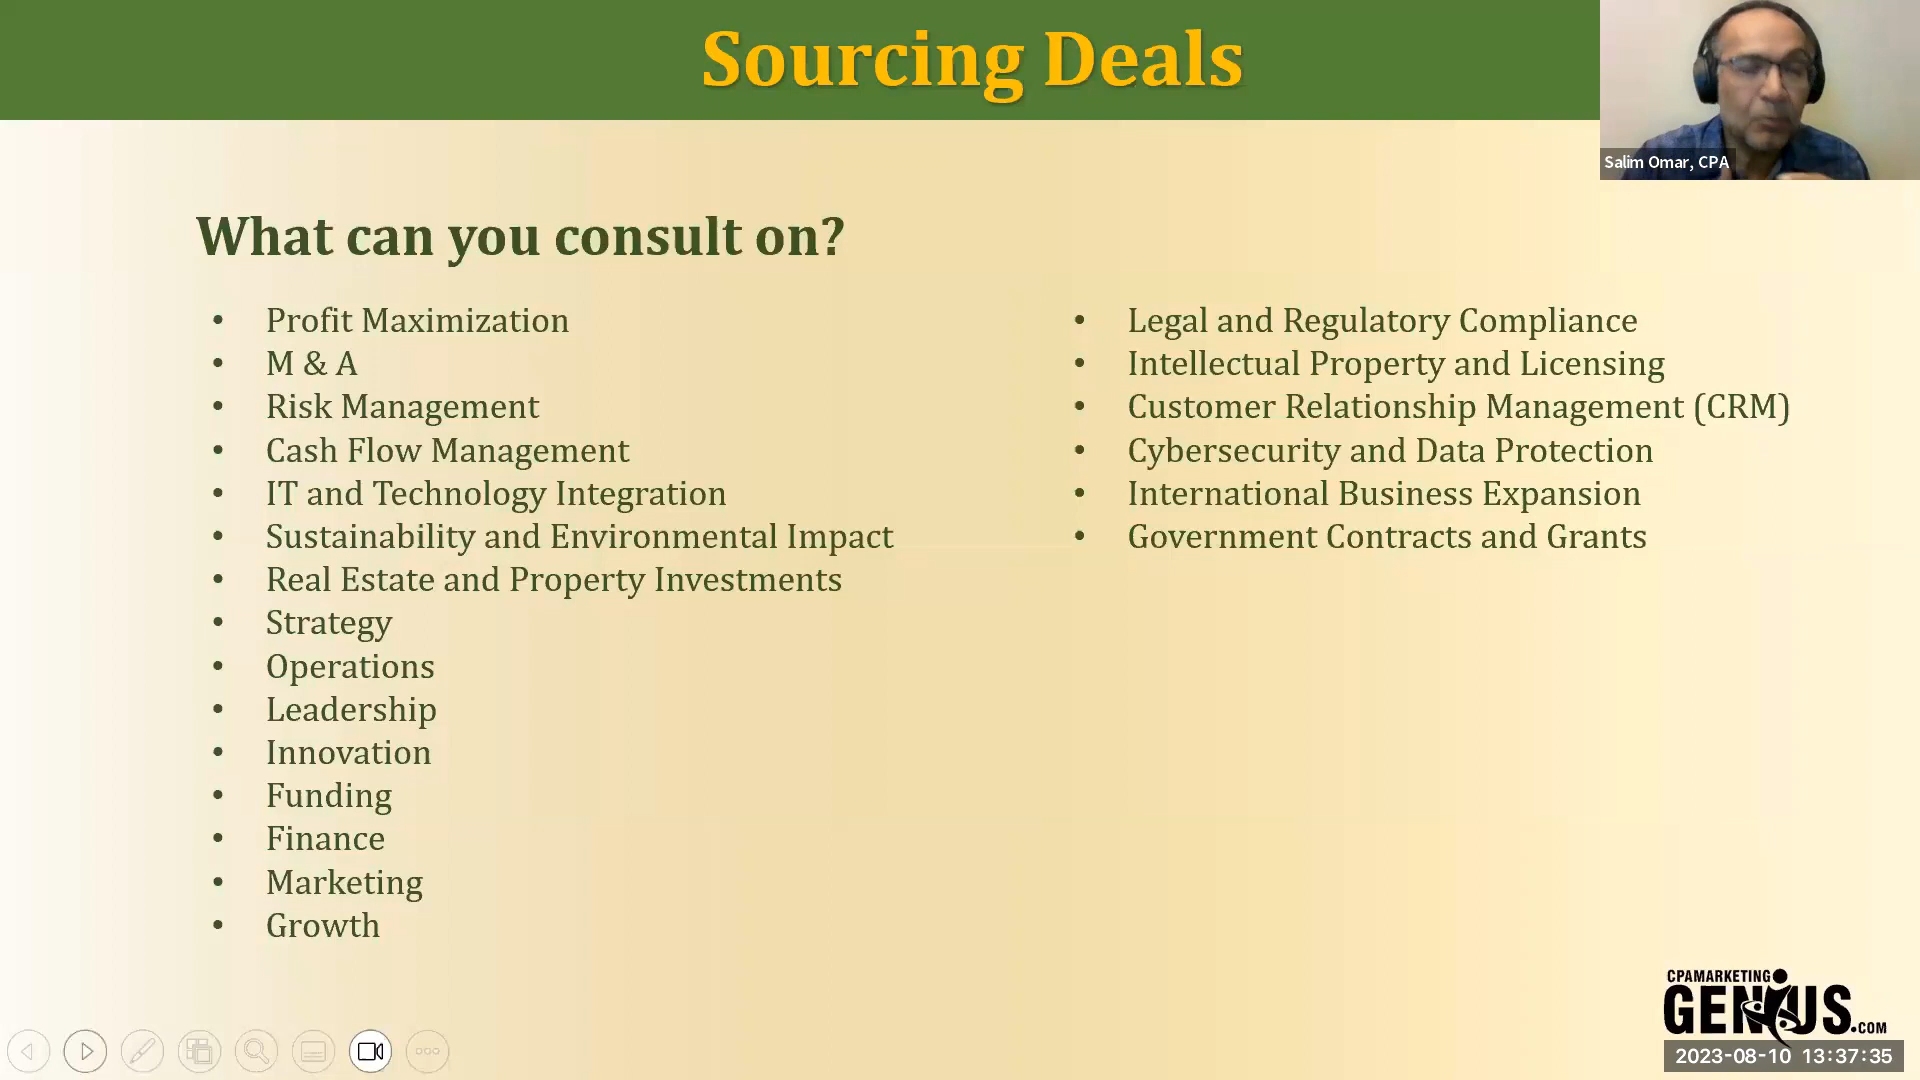 Sourcing Deals
Salim Omar, CPA
What can you consult on?
• Profit Maximization
• M & A
• Risk Management
• Cash Flow Management
• IT and Technology Integration
• Sustainability and Environmental Impact
• Real Estate and Property Investments
• Strategy
• Operations
• Leadership
• Innovation
• Funding
• Finance
• Marketing
• Growth
• Legal and Regulatory Compliance
• Intellectual Property and Licensing
• Customer Relationship Management (CRM)
• Cybersecurity and Data Protection
• International Business Expansion
• Government Contracts and Grants
CPAMARKETING
GENIUS.COM
2023-08-10 13:37:35